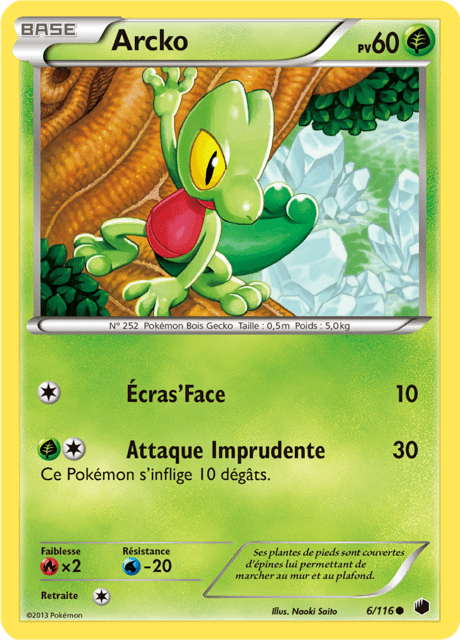 BASE
Arcko
PV60
N° 252 Pokémon Bois Gecko Taille : 0,5m Poids : 5,0kg
Écras'Face 10
Attaque Imprudente 30
Ce Pokémon s'inflige 10 dégâts.
Faiblesse Résistance
×2 -20
Retraite
Ses plantes de pieds sont couvertes
d'épines lui permettant de
marcher au mur et au plafond.
©2013 Pokémon
Illus. Naoki Saito
6/116